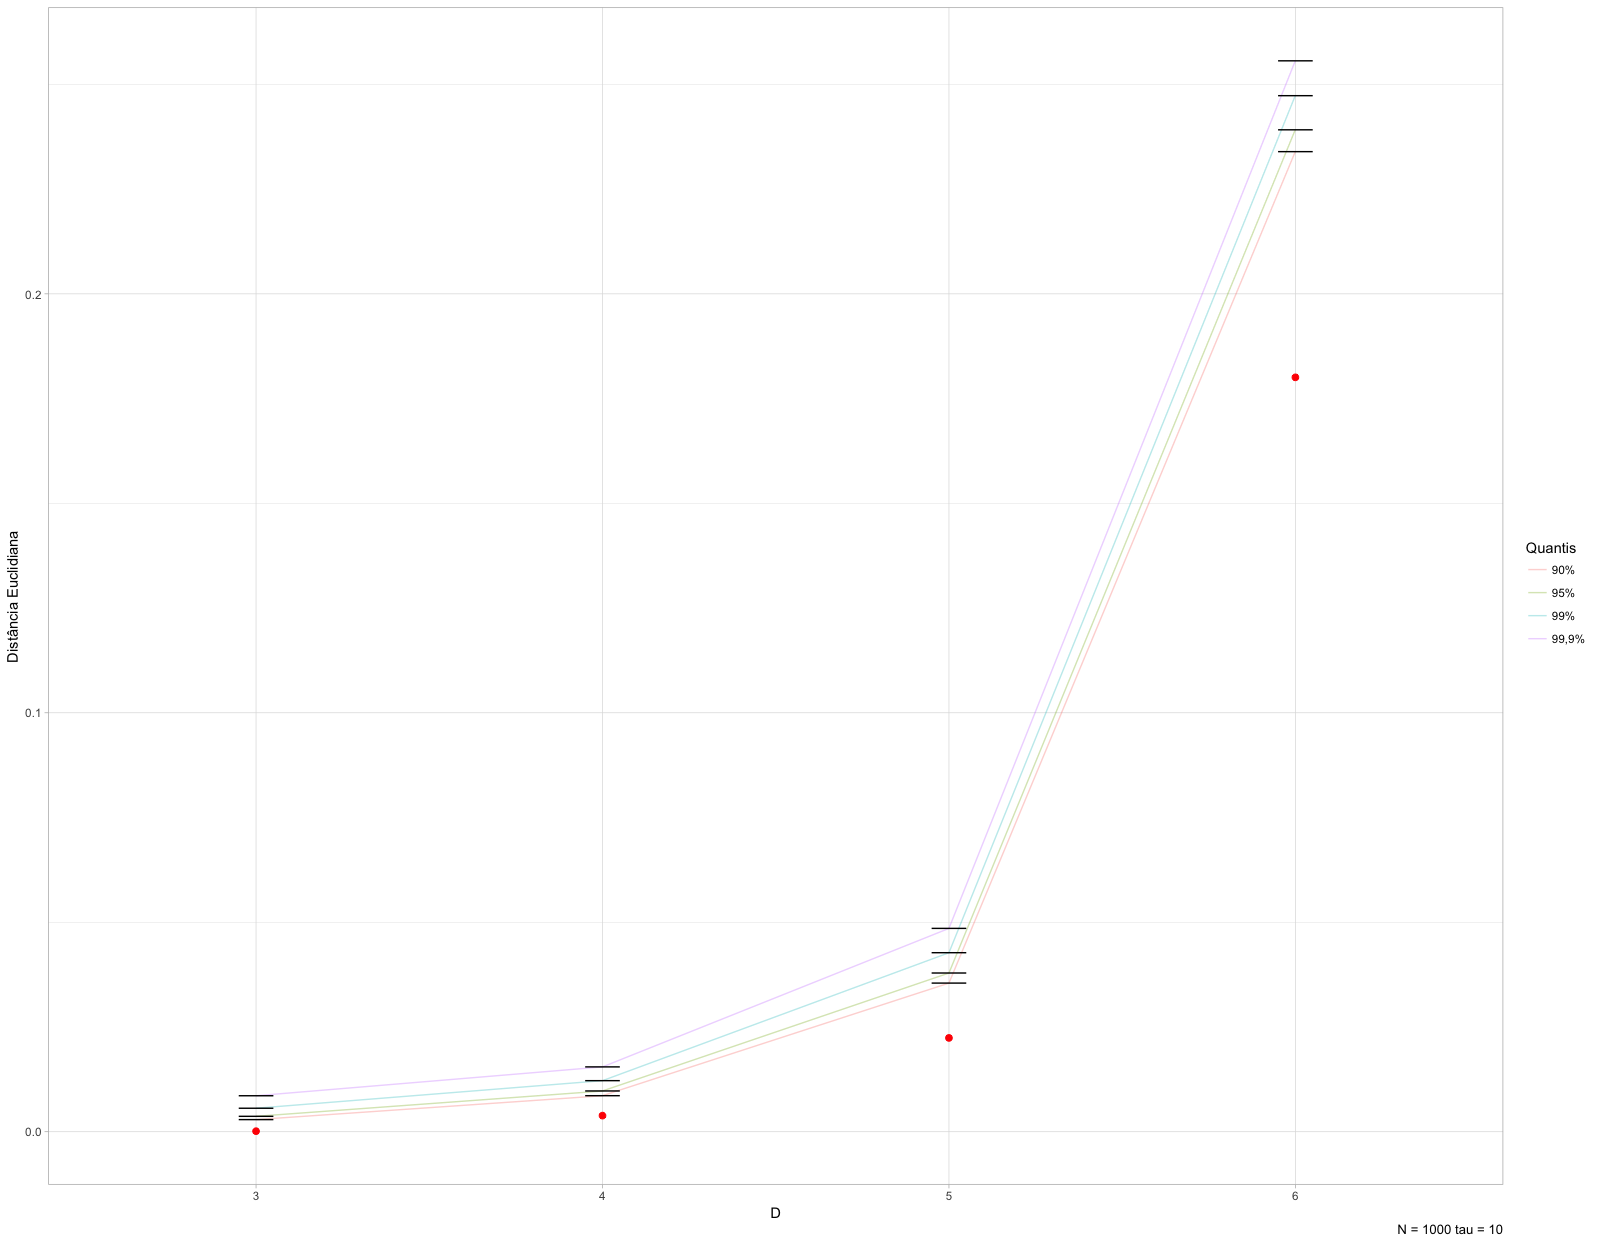 0.2
0.1
0.0
Distância Euclidiana
3
4
5
6
D
N = 1000 tau = 10
Quantis
90%
95%
99%
99,9%